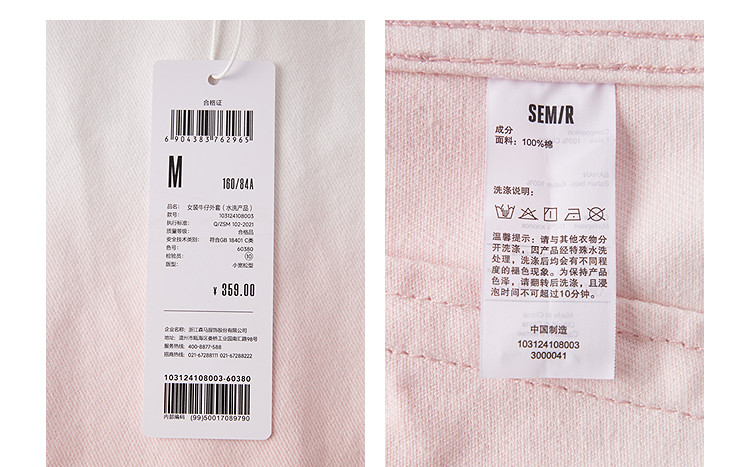 合格证
6904383762965
M
160/84A
品名： 女装牛仔外套（水洗产品）
款号： 103124108003
执行标准： Q/ZSM 102-2021
质量等级： 合格品
安全技术类别： 符合GB 18401 C类
色号： 60380
检验员： 10
版型： 小宽松型
¥ 359.00
企业名称：浙江森马服饰股份有限公司
地址：温州市瓯海区娄桥工业园南汇路98号
服务热线：400-8877-588
招商热线：021-67288111 021-67288222
103124108003-60380
内部编码 (99)50017089790
SEM/R
成分
面料：100%棉
洗涤说明：
温馨提示：请与其他衣物分
开洗涤，因产品经特殊水洗
处理，洗涤后均会有不同程
度的褪色现象。为保持产品
色泽，请翻转后洗涤，且浸
泡时间不可超过10分钟。
中国制造
103124108003
3000041